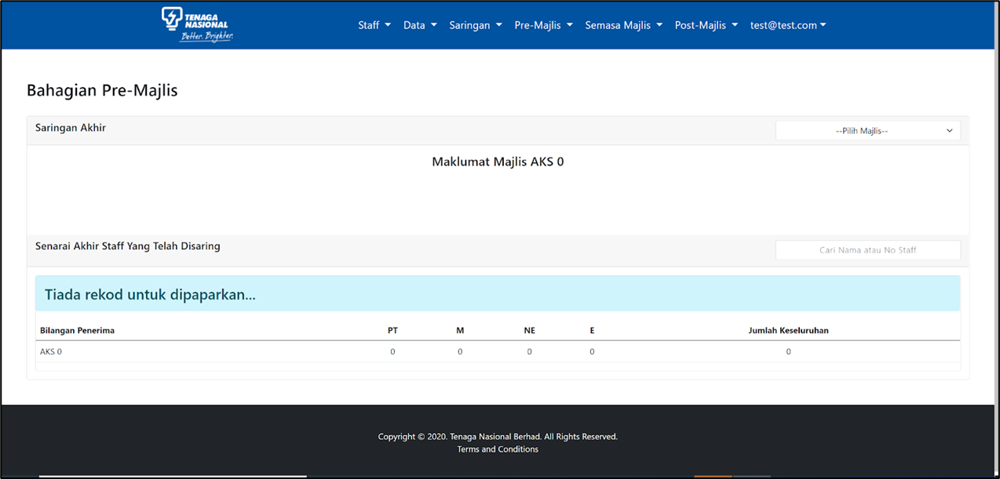 TENAGA
NASIONAL
Better. Brighter.
Staff Data Saringan Pre-Majlis Semasa Majlis Post-Majlis test@test.com
Bahagian Pre-Majlis
Saringan Akhir --Pilih Majlis--
Maklumat Majlis AKS 0
Senarai Akhir Staff Yang Telah Disaring Cari Nama atau No Staff
Tiada rekod untuk dipaparkan...
Bilangan Penerima PT M NE E Jumlah Keseluruhan
AKS 0 0 0 0 0 0
Copyright © 2020. Tenaga Nasional Berhad. All Rights Reserved.
Terms and Conditions